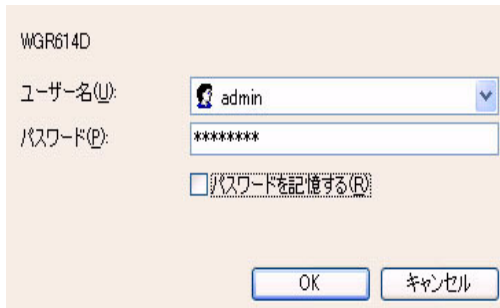 WGR614D
ユーザー名(U):
admin
パスワード(P):
********
パスワードを記憶する(R)
OK
キャンセル